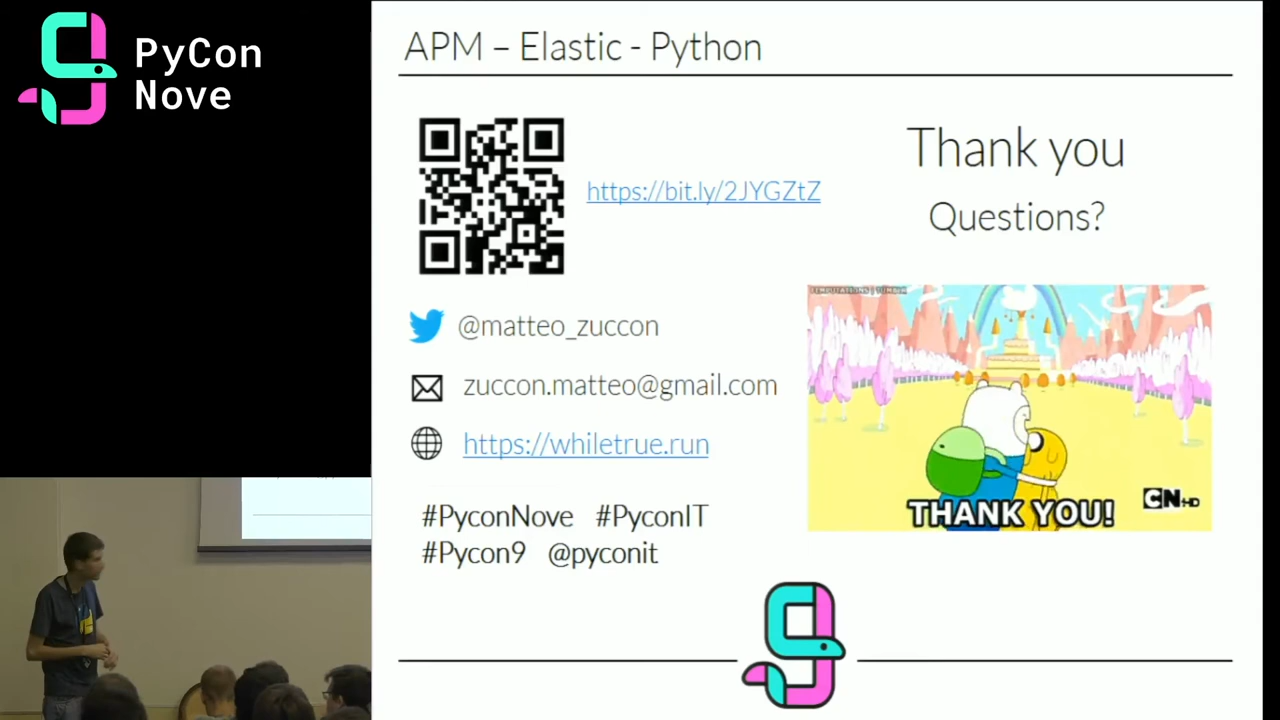 PyCon
Nove
APM – Elastic - Python
https://bit.ly/2JYGZtZ
Thank you
Questions?
@matteo_zuccon
zuccon.matteo@gmail.com
https://whiletrue.run
THANK YOU!
CN HD
#PyconNove #PyconIT
#Pycon9 @pyconit